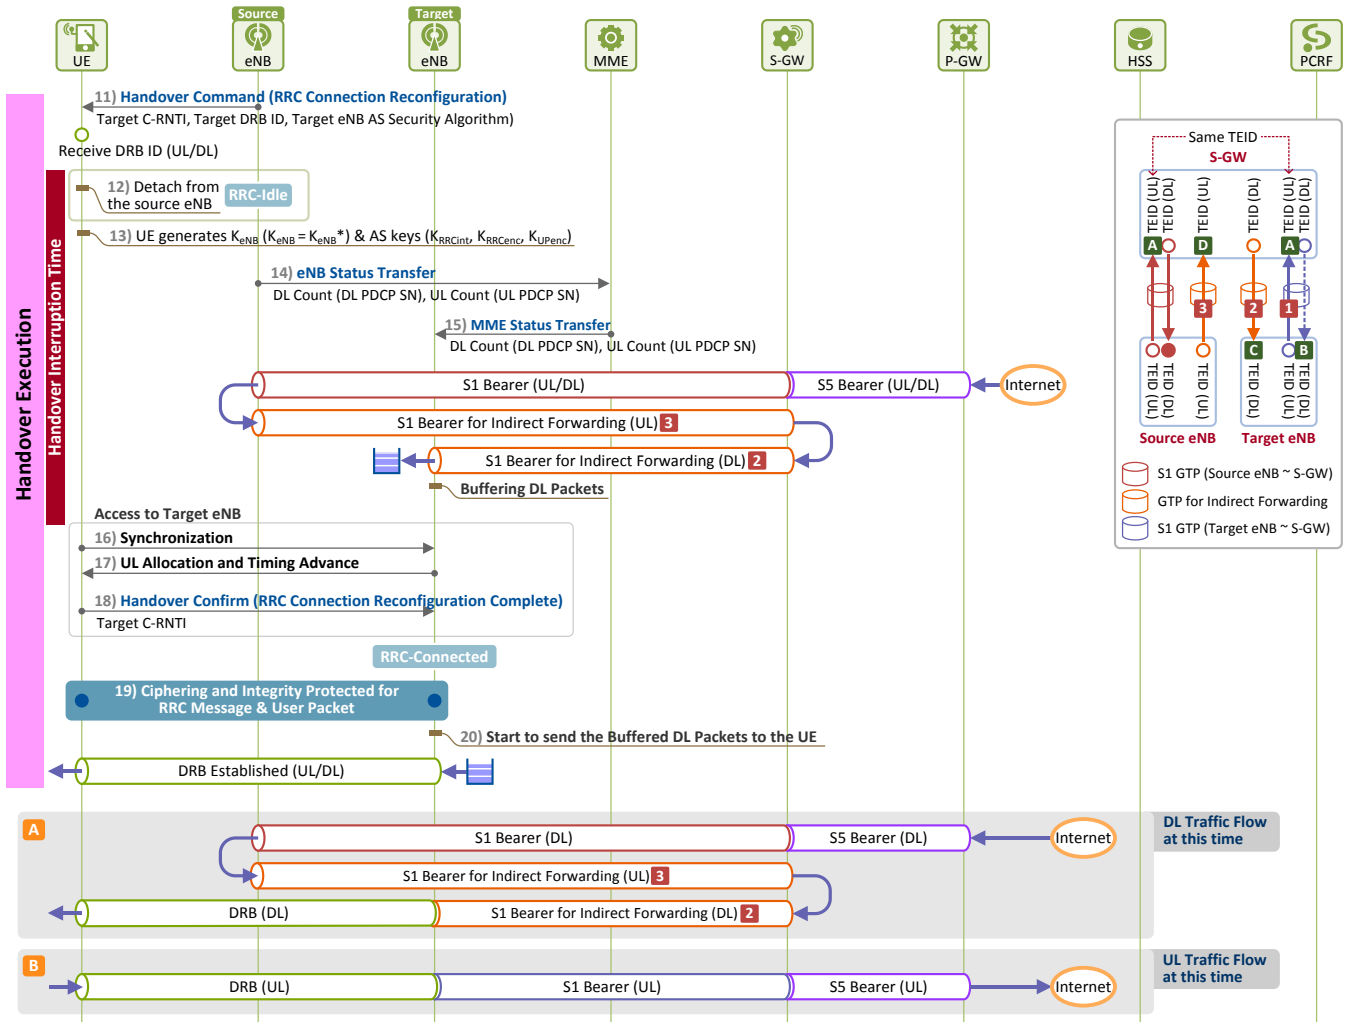 Source
Target
UE
eNB
eNB
MME
S-GW
P-GW
HSS
PCRF
Handover Execution
Handover Interruption Time
11) Handover Command (RRC Connection Reconfiguration)
Target C-RNTI, Target DRB ID, Target eNB AS Security Algorithm)
Receive DRB ID (UL/DL)
12) Detach from
the source eNB
RRC-Idle
13) UE generates KeNB (KeNB = KeNB*) & AS keys (KRRCint, KRRCenc, KUPenc)
14) eNB Status Transfer
DL Count (DL PDCP SN), UL Count (UL PDCP SN)
15) MME Status Transfer
DL Count (DL PDCP SN), UL Count (UL PDCP SN)
S1 Bearer (UL/DL)
S5 Bearer (UL/DL)
Internet
S1 Bearer for Indirect Forwarding (UL) 3
S1 Bearer for Indirect Forwarding (DL) 2
Buffering DL Packets
Access to Target eNB
16) Synchronization
17) UL Allocation and Timing Advance
18) Handover Confirm (RRC Connection Reconfiguration Complete)
Target C-RNTI
RRC-Connected
19) Ciphering and Integrity Protected for
RRC Message & User Packet
20) Start to send the Buffered DL Packets to the UE
DRB Established (UL/DL)
Same TEID
S-GW
TEID (UL)
TEID (DL)
TEID (UL)
TEID (DL)
TEID (UL)
TEID (DL)
A
D
A
3
2
1
C
B
TEID (UL)
TEID (DL)
TEID (UL)
TEID (DL)
TEID (UL)
TEID (DL)
Source eNB
Target eNB
S1 GTP (Source eNB ~ S-GW)
GTP for Indirect Forwarding
S1 GTP (Target eNB ~ S-GW)
A
S1 Bearer (DL)
S5 Bearer (DL)
Internet
DL Traffic Flow
at this time
S1 Bearer for Indirect Forwarding (UL) 3
DRB (DL)
S1 Bearer for Indirect Forwarding (DL) 2
B
DRB (UL)
S1 Bearer (UL)
S5 Bearer (UL)
Internet
UL Traffic Flow
at this time